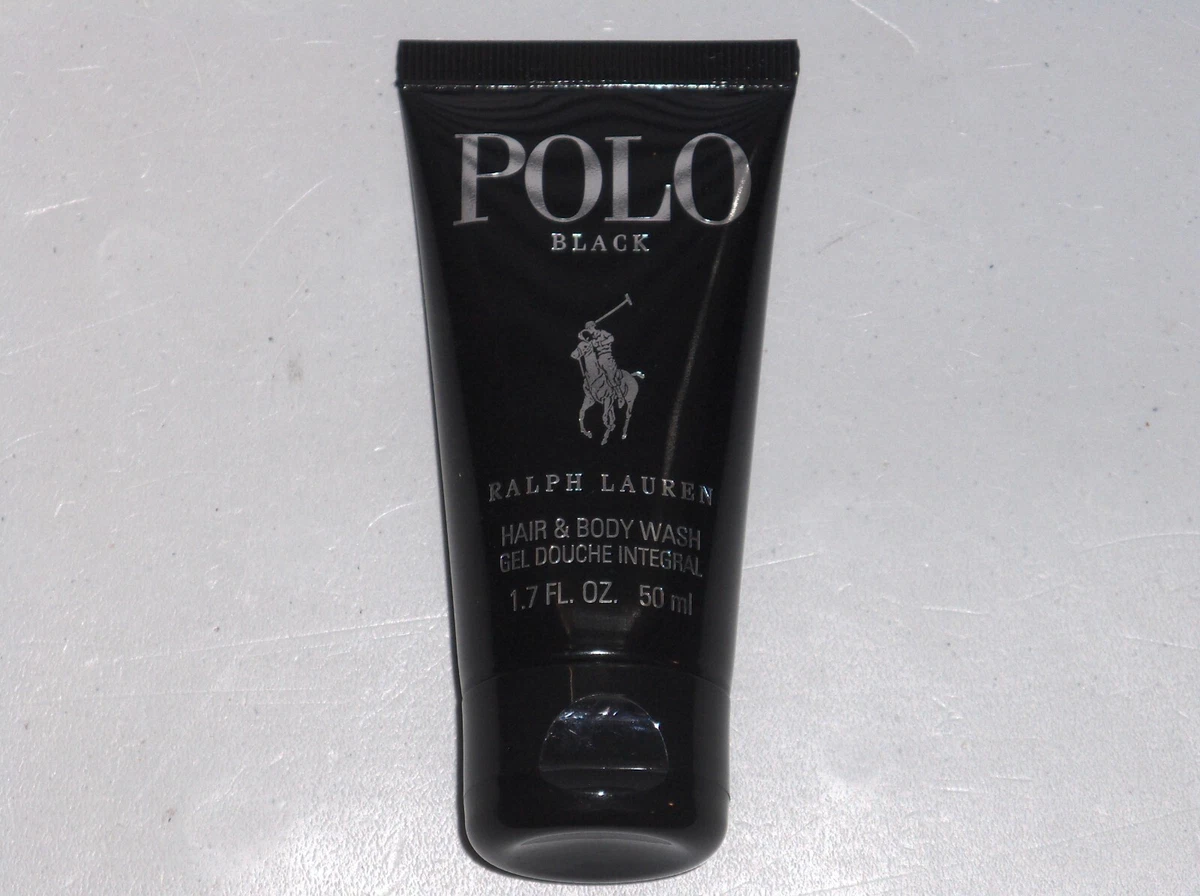 POLO
BLACK
RALPH LAUREN
HAIR & BODY WASH
GEL DOUCHE INTEGRAL
1.7 FL. OZ. 50 ml